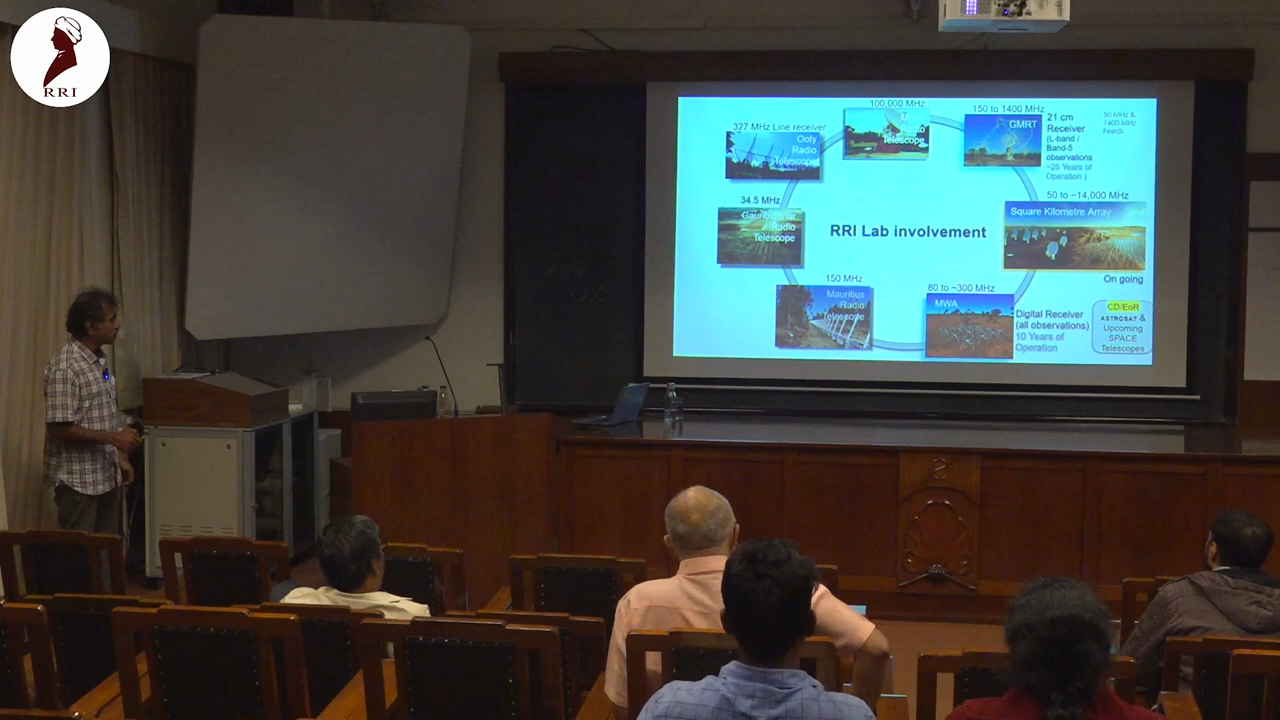 RRI
100,000 MHz
Telescope
150 to 1400 MHz
GMRT
21 cm
Receiver
(L-band /
Band-5
observations
~25 Years of
Operation )
50 MHz &
1400 MHz
Feeds
327 MHz Line receiver
Ooty
Radio
Telescope
34.5 MHz
Gauribidanur
Radio
Telescope
RRI Lab involvement
50 to ~14,000 MHz
Square Kilometre Array
On going
150 MHz
Mauritius
Radio
Telescope
80 to ~300 MHz
MWA
Digital Receiver
(all observations)
10 Years of
Operation
CD/EoR
ASTROSAT &
Upcoming
SPACE
Telescopes